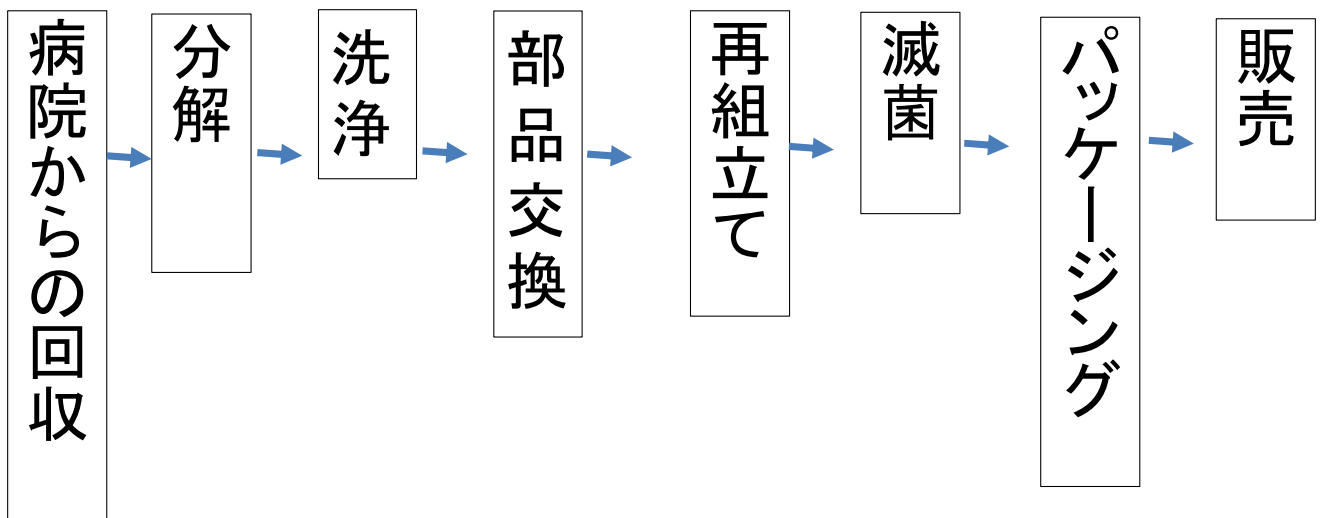 病院からの回収
分解
洗浄
部品交換
再組立て
滅菌
パッケージング
販売